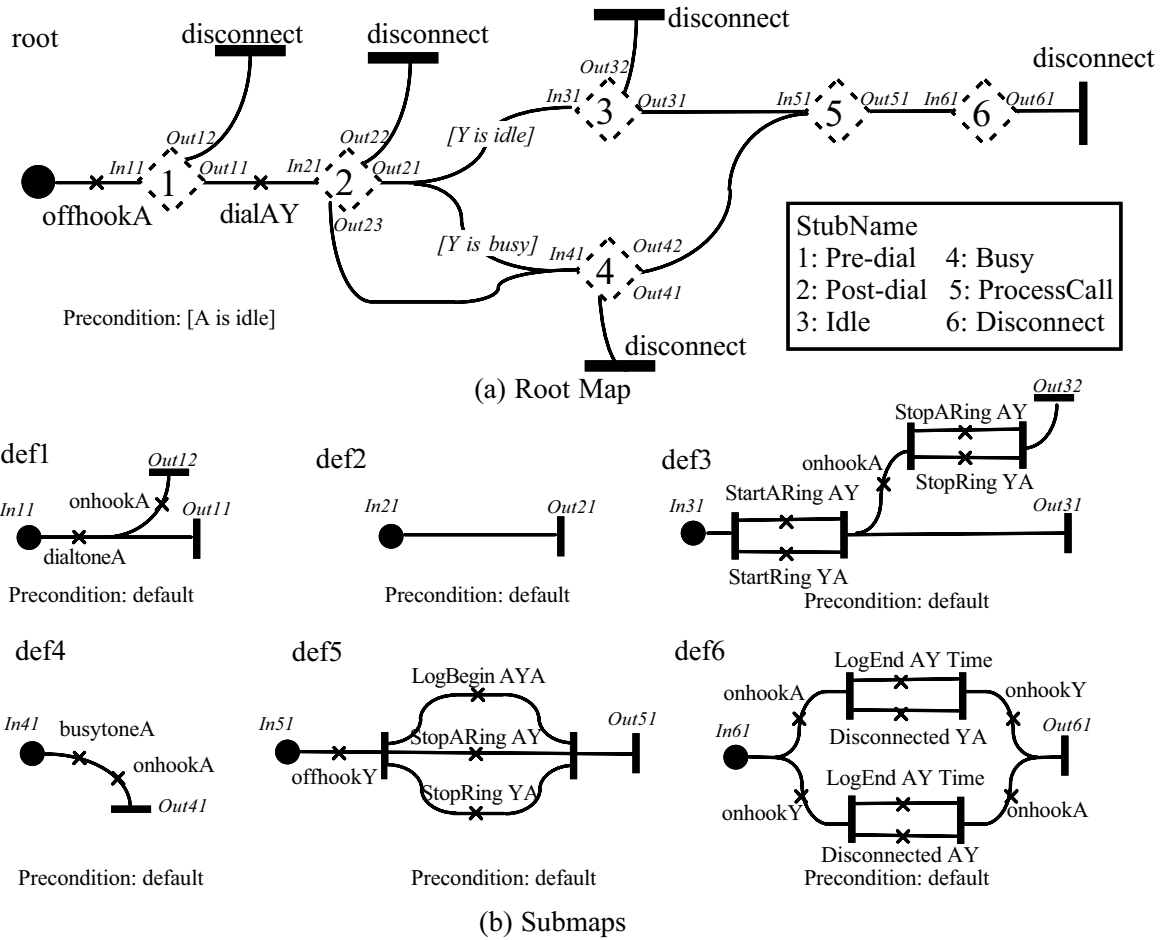 root
disconnect
disconnect
disconnect
disconnect
Out32
In31
3
Out31
In51
5
Out51
In61
6
Out61
[Y is idle]
Out12
Out22
In11
1
Out11
In21
2
Out21
offhookA
dialAY
Out23
[Y is busy]
In41
4
Out42
Out41
disconnect
Precondition: [A is idle]
StubName
1: Pre-dial 4: Busy
2: Post-dial 5: ProcessCall
3: Idle 6: Disconnect
(a) Root Map
def1
Out12
onhookA
In11
Out11
dialtoneA
Precondition: default
def2
In21
Out21
Precondition: default
def3
Out32
StopARing AY
onhookA
StopRing YA
StartARing AY
In31
Out31
StartRing YA
Precondition: default
def4
In41
busytoneA
onhookA
Out41
Precondition: default
def5
LogBegin AYA
In51
Out51
StopARing AY
offhookY
StopRing YA
Precondition: default
def6
LogEnd AY Time
onhookA
onhookY
Disconnected YA
In61
Out61
LogEnd AY Time
onhookY
onhookA
Disconnected AY
Precondition: default
(b) Submaps